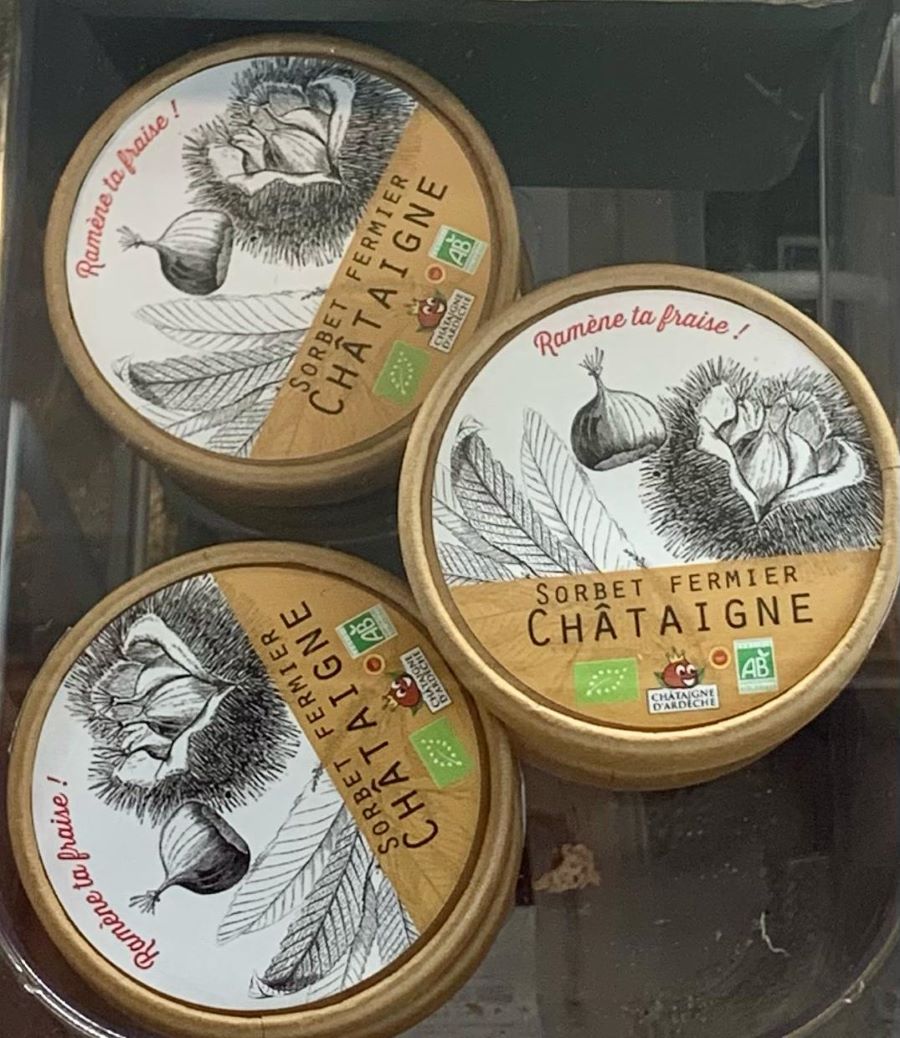 Ramène ta fraise !
SORBET FERMIER
CHÂTAIGNE
AB
CHÂTAIGNE
D'ARDÈCHE
Ramène ta fraise !
SORBET FERMIER
CHÂTAIGNE
CHÂTAIGNE
D'ARDÈCHE
AB
Ramène ta fraise !
SORBET FERMIER
CHÂTAIGNE
AB
CHÂTAIGNE
D'ARDÈCHE